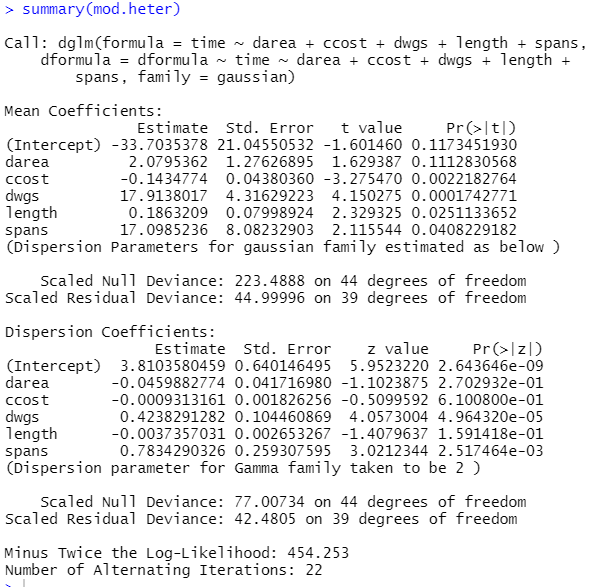 > summary(mod.heter)
Call: dglm(formula = time ~ darea + ccost + dwgs + length + spans,
dformula = dformula ~ time ~ darea + ccost + dwgs + length +
spans, family = gaussian)
Mean Coefficients:
Estimate Std. Error t value Pr(>|t|)
(Intercept) -33.7035378 21.04550532 -1.601460 0.1173451930
darea 2.0795362 1.27626895 1.629387 0.1112830568
ccost -0.1434774 0.04380360 -3.275470 0.0022182764
dwgs 17.9138017 4.31629223 4.150275 0.0001742771
length 0.1863209 0.07998924 2.329325 0.0251133652
spans 17.0985236 8.08232903 2.115544 0.0408229182
(Dispersion Parameters for gaussian family estimated as below )
Scaled Null Deviance: 223.4888 on 44 degrees of freedom
Scaled Residual Deviance: 44.99996 on 39 degrees of freedom
Dispersion Coefficients:
Estimate Std. Error z value Pr(>|z|)
(Intercept) 3.8103580459 0.640146495 5.9523220 2.643646e-09
darea -0.0459882774 0.041716980 -1.1023875 2.702932e-01
ccost -0.0009313161 0.001826256 -0.5099592 6.100800e-01
dwgs 0.4238291282 0.104460869 4.0573004 4.964320e-05
length -0.0037357031 0.002653267 -1.4079637 1.591418e-01
spans 0.7834290326 0.259307595 3.0212344 2.517464e-03
(Dispersion parameter for Gamma family taken to be 2 )
Scaled Null Deviance: 77.00734 on 44 degrees of freedom
Scaled Residual Deviance: 42.4805 on 39 degrees of freedom
Minus Twice the Log-Likelihood: 454.253
Number of Alternating Iterations: 22
>